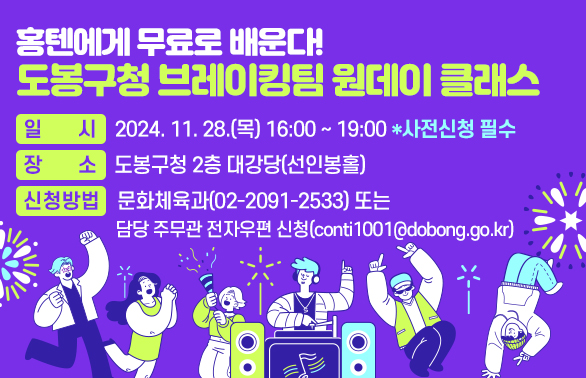 홍텐에게 무료로 배운다!
도봉구청 브레이킹팀 원데이 클래스
일 시 2024. 11. 28.(목) 16:00 ~ 19:00 *사전신청 필수
장 소 도봉구청 2층 대강당(선인봉홀)
신청방법 문화체육과(02-2091-2533) 또는
담당 주무관 전자우편 신청(conti1001@dobong.go.kr)